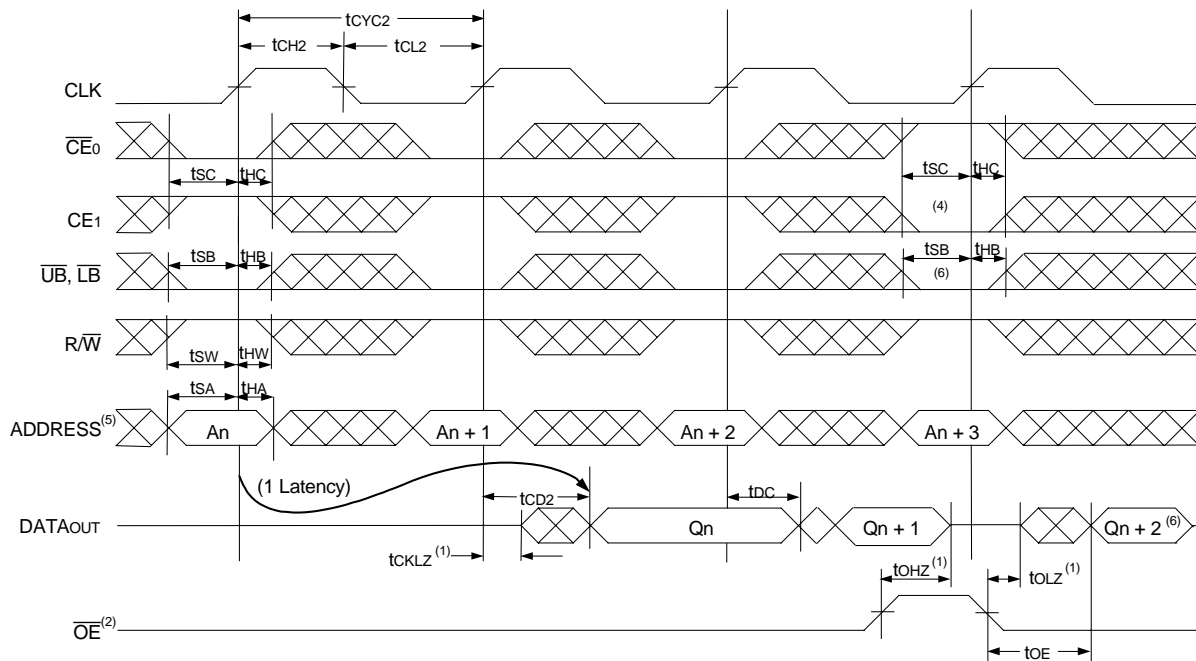 tCYC2
tCH2 tCL2
CLK
CE0
tSC tHC tSC tHC
CE1 (4)
tSB tHB tSB tHB
UB, LB (6)
R/W
tSW tHW
tSA tHA
ADDRESS(5) An An + 1 An + 2 An + 3
(1 Latency) tCD2 tDC
DATAOUT Qn Qn + 1 Qn + 2 (6)
tCKLZ (1) tOHZ (1) tOLZ (1)
OE(2)
tOE